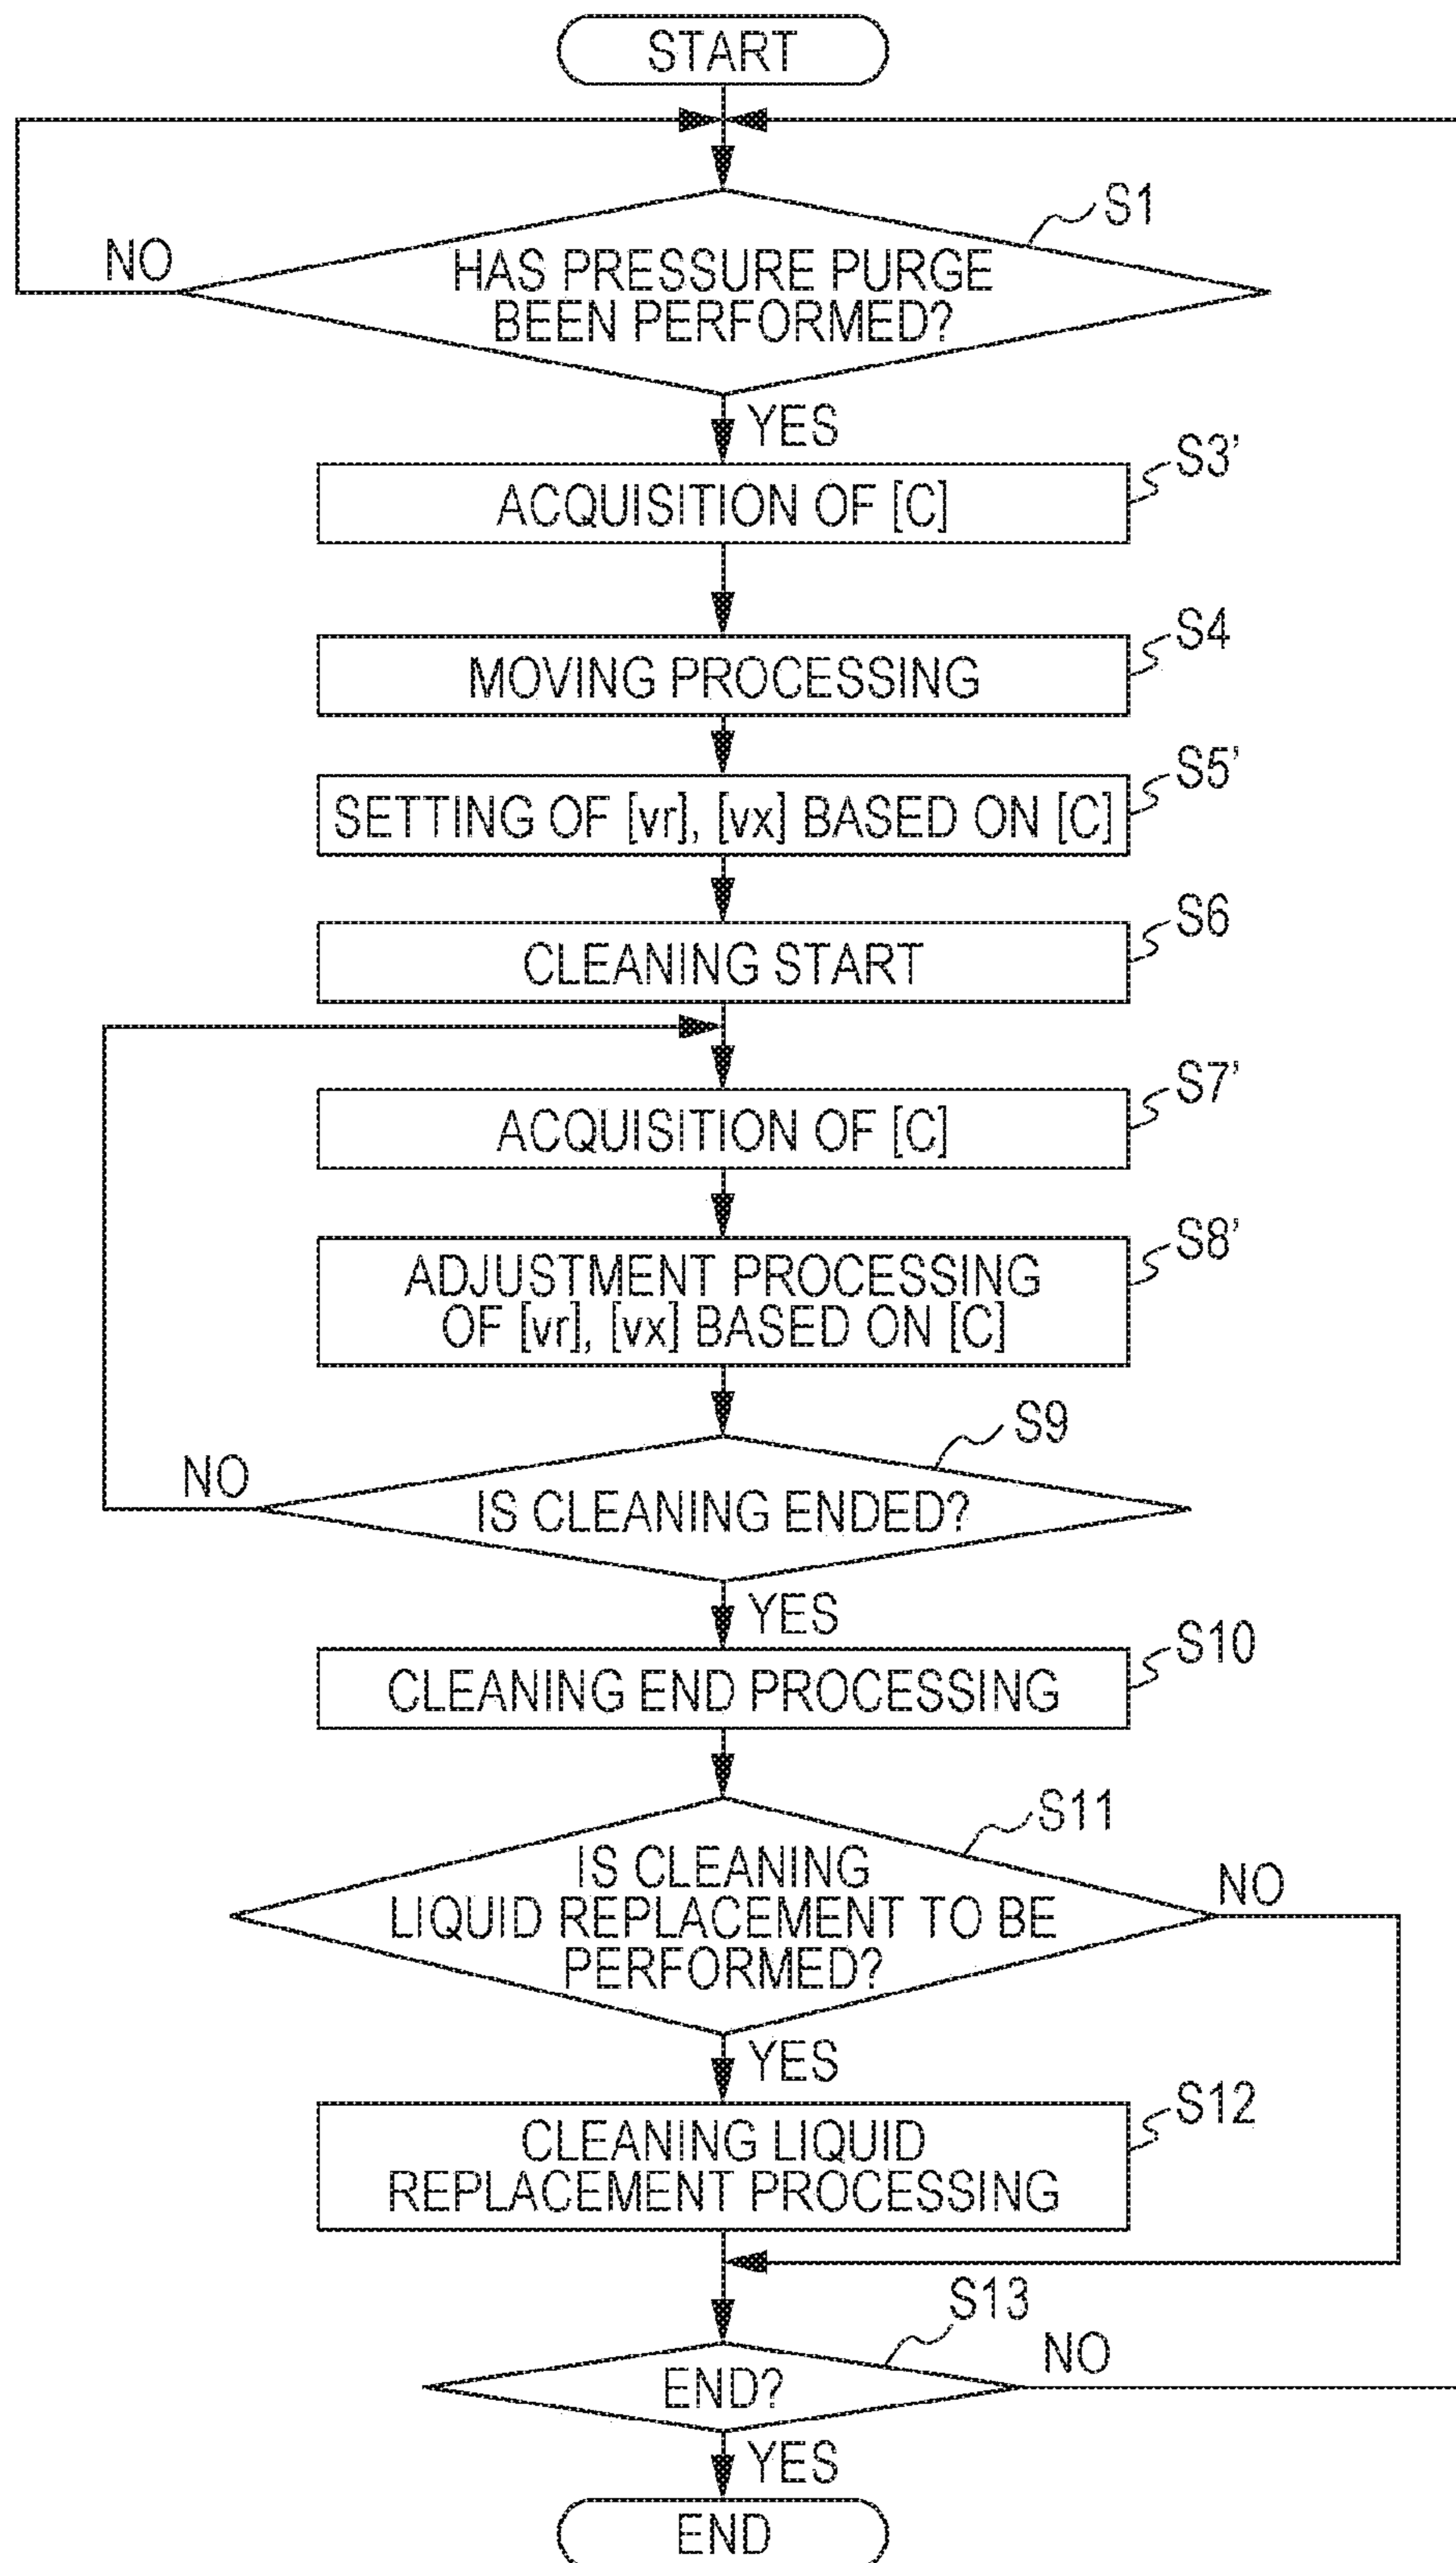 START
S1
NO
HAS PRESSURE PURGE
BEEN PERFORMED?
YES
S3'
ACQUISITION OF [C]
S4
MOVING PROCESSING
S5'
SETTING OF [vr], [vx] BASED ON [C]
S6
CLEANING START
S7'
ACQUISITION OF [C]
S8'
ADJUSTMENT PROCESSING
OF [vr], [vx] BASED ON [C]
S9
NO
IS CLEANING ENDED?
YES
S10
CLEANING END PROCESSING
S11
IS CLEANING
LIQUID REPLACEMENT TO BE
PERFORMED?
NO
YES
S12
CLEANING LIQUID
REPLACEMENT PROCESSING
S13
END?
NO
YES
END